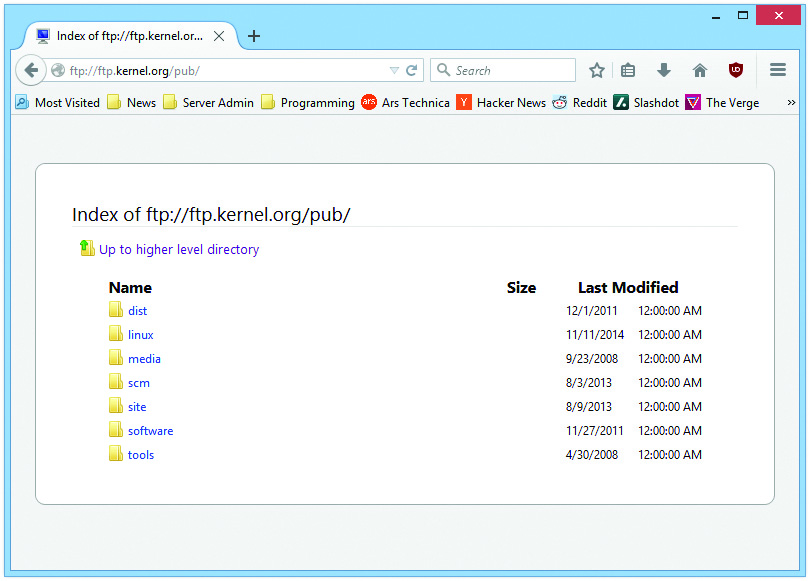 Index of ftp://ftp.kernel.or...
ftp://ftp.kernel.org/pub/
Search
Most Visited News Server Admin Programming ars Ars Technica Y Hacker News Reddit Slashdot The Verge »
Index of ftp://ftp.kernel.org/pub/
Up to higher level directory
Name Size Last Modified
dist 12/1/2011 12:00:00 AM
linux 11/11/2014 12:00:00 AM
media 9/23/2008 12:00:00 AM
scm 8/3/2013 12:00:00 AM
site 8/9/2013 12:00:00 AM
software 11/27/2011 12:00:00 AM
tools 4/30/2008 12:00:00 AM